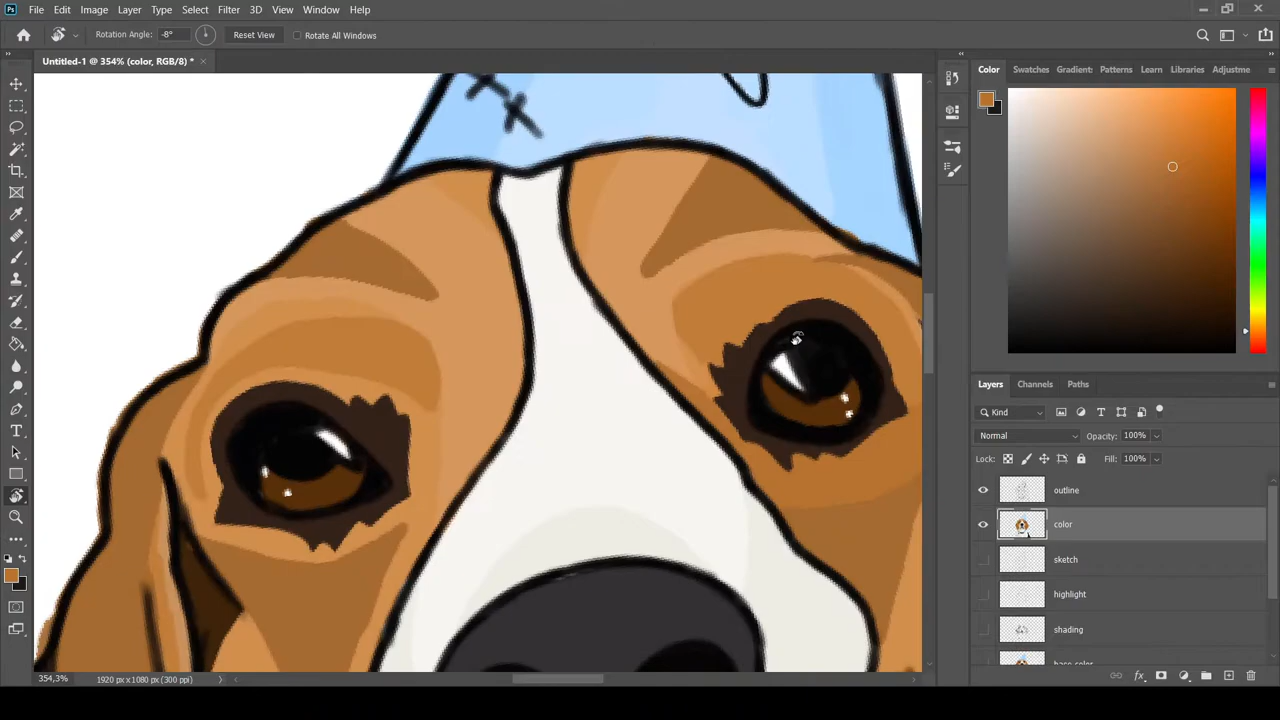 Ps File Edit Image Layer Type Select Filter 3D View Window Help
Rotation Angle: -8° Reset View Rotate All Windows
Untitled-1 @ 354% (color, RGB/8) *
Color Swatches Gradient: Patterns Learn Libraries Adjustme
Layers Channels Paths
Kind
Normal Opacity: 100%
Lock: Fill: 100%
outline
color
sketch
highlight
shading
base color
354,3% 1920 px x 1080 px (300 ppi)